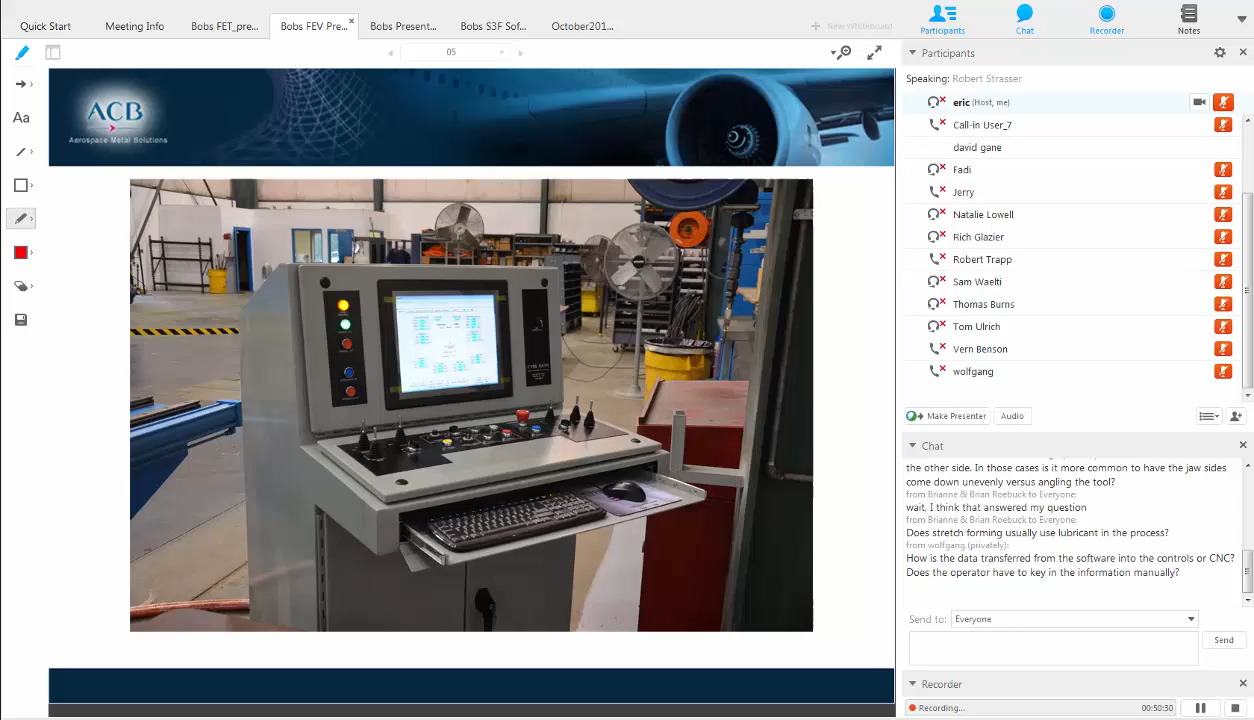 Quick Start
Meeting Info
Bobs FET_pre...
Bobs FEV Pre...
Bobs Present...
Bobs S3F Sof...
October201...
New Whiteboard
Participants
Chat
Recorder
Notes
05
Aa
ACB
Aerospace Metal Solutions
Participants
Speaking: Robert Strasser
eric (Host, me)
Call-in User_7
david gane
Fadi
Jerry
Natalie Lowell
Rich Glazier
Robert Trapp
Sam Waelti
Thomas Burns
Tom Ulrich
Vern Benson
wolfgang
Make Presenter
Audio
Chat
the other side. In those cases is it more common to have the jaw sides
come down unevenly versus angling the tool?
from Brianne & Brian Roebuck to Everyone:
wait, I think that answered my question
from Brianne & Brian Roebuck to Everyone:
Does stretch forming usually use lubricant in the process?
from wolfgang (privately):
How is the data transferred from the software into the controls or CNC?
Does the operator have to key in the information manually?
Send to:
Everyone
Send
Recorder
Recording...
00:50:30